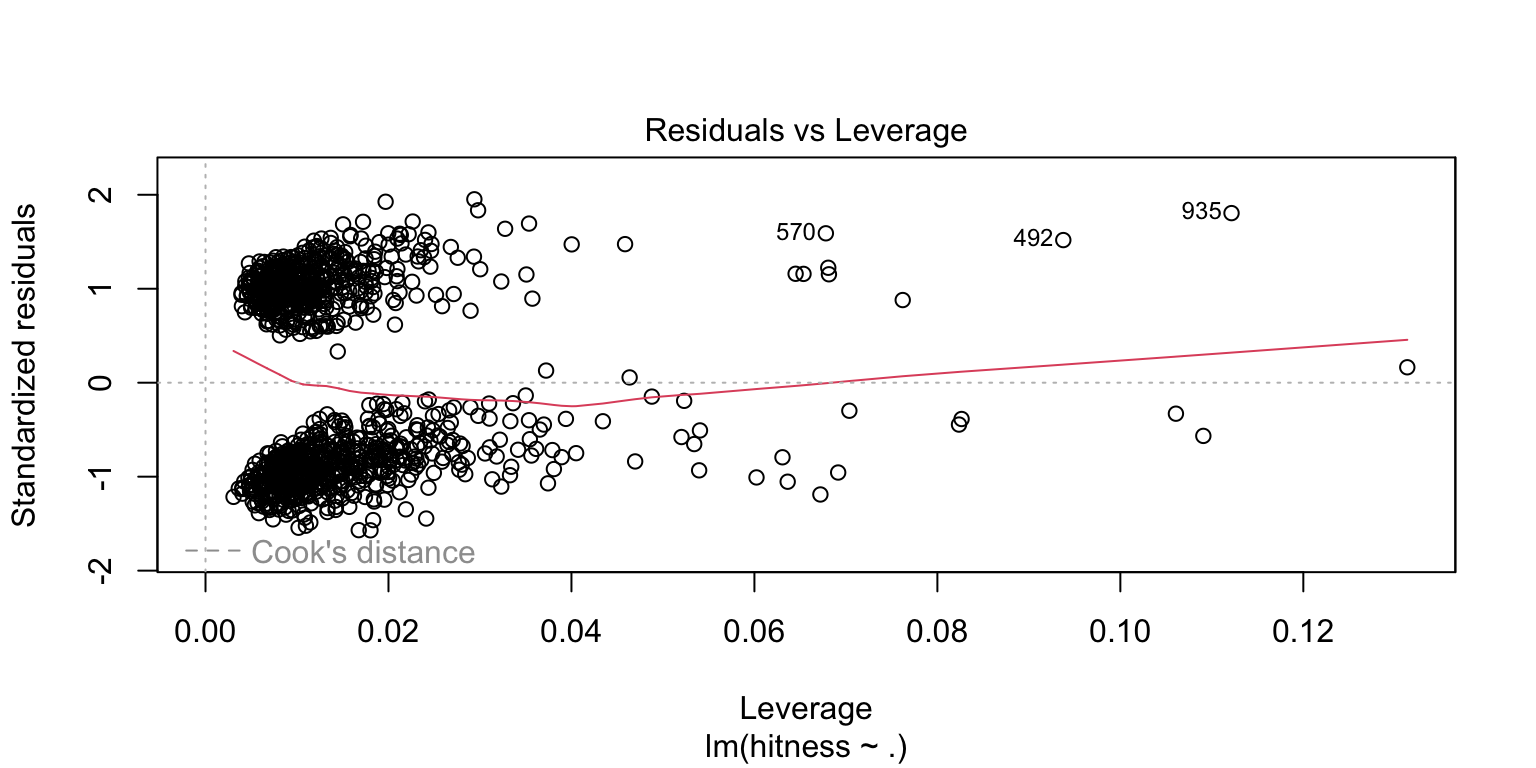 Residuals vs Leverage
Standardized residuals
2
1
0
-1
-2
570
492
935
Cook's distance
0.00 0.02 0.04 0.06 0.08 0.10 0.12
Leverage
lm(hitness ~ .)